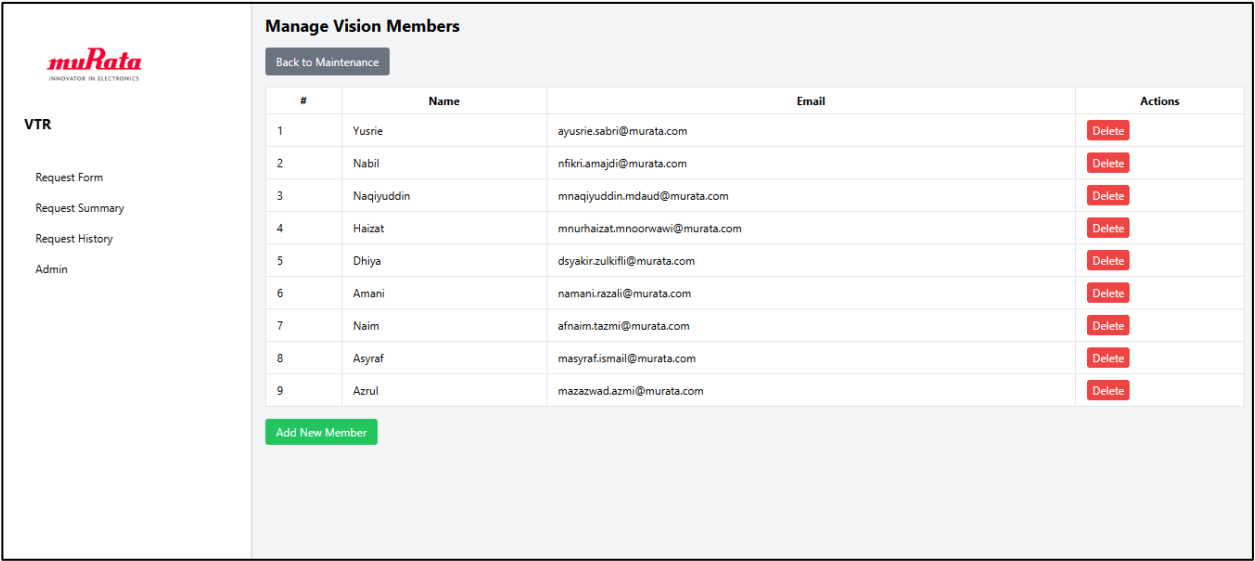 muRata
INNOVATOR IN ELECTRONICS
VTR
Request Form
Request Summary
Request History
Admin
Manage Vision Members
Back to Maintenance
# Name Email Actions
1 Yusrie ayusrie.sabri@murata.com Delete
2 Nabil nfikri.amajdi@murata.com Delete
3 Naqiyuddin mnaqiyuddin.mdaud@murata.com Delete
4 Haizat mnurhaizat.mnoorwawi@murata.com Delete
5 Dhiya dsyakir.zulkifli@murata.com Delete
6 Amani namani.razali@murata.com Delete
7 Naim afnaim.tazmi@murata.com Delete
8 Asyraf masyraf.ismail@murata.com Delete
9 Azrul mazazwad.azmi@murata.com Delete
Add New Member